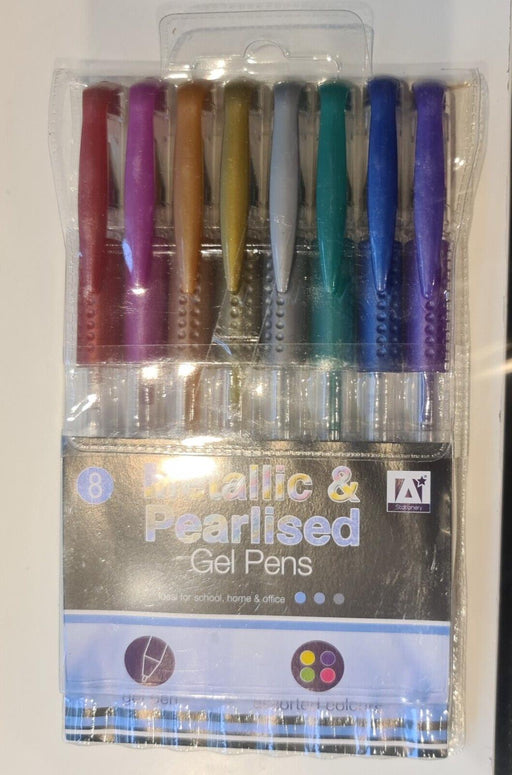 8
Metallic &
Pearlised
Gel Pens
A*
Stationery
Ideal for school, home & office
gel pen
assorted colours